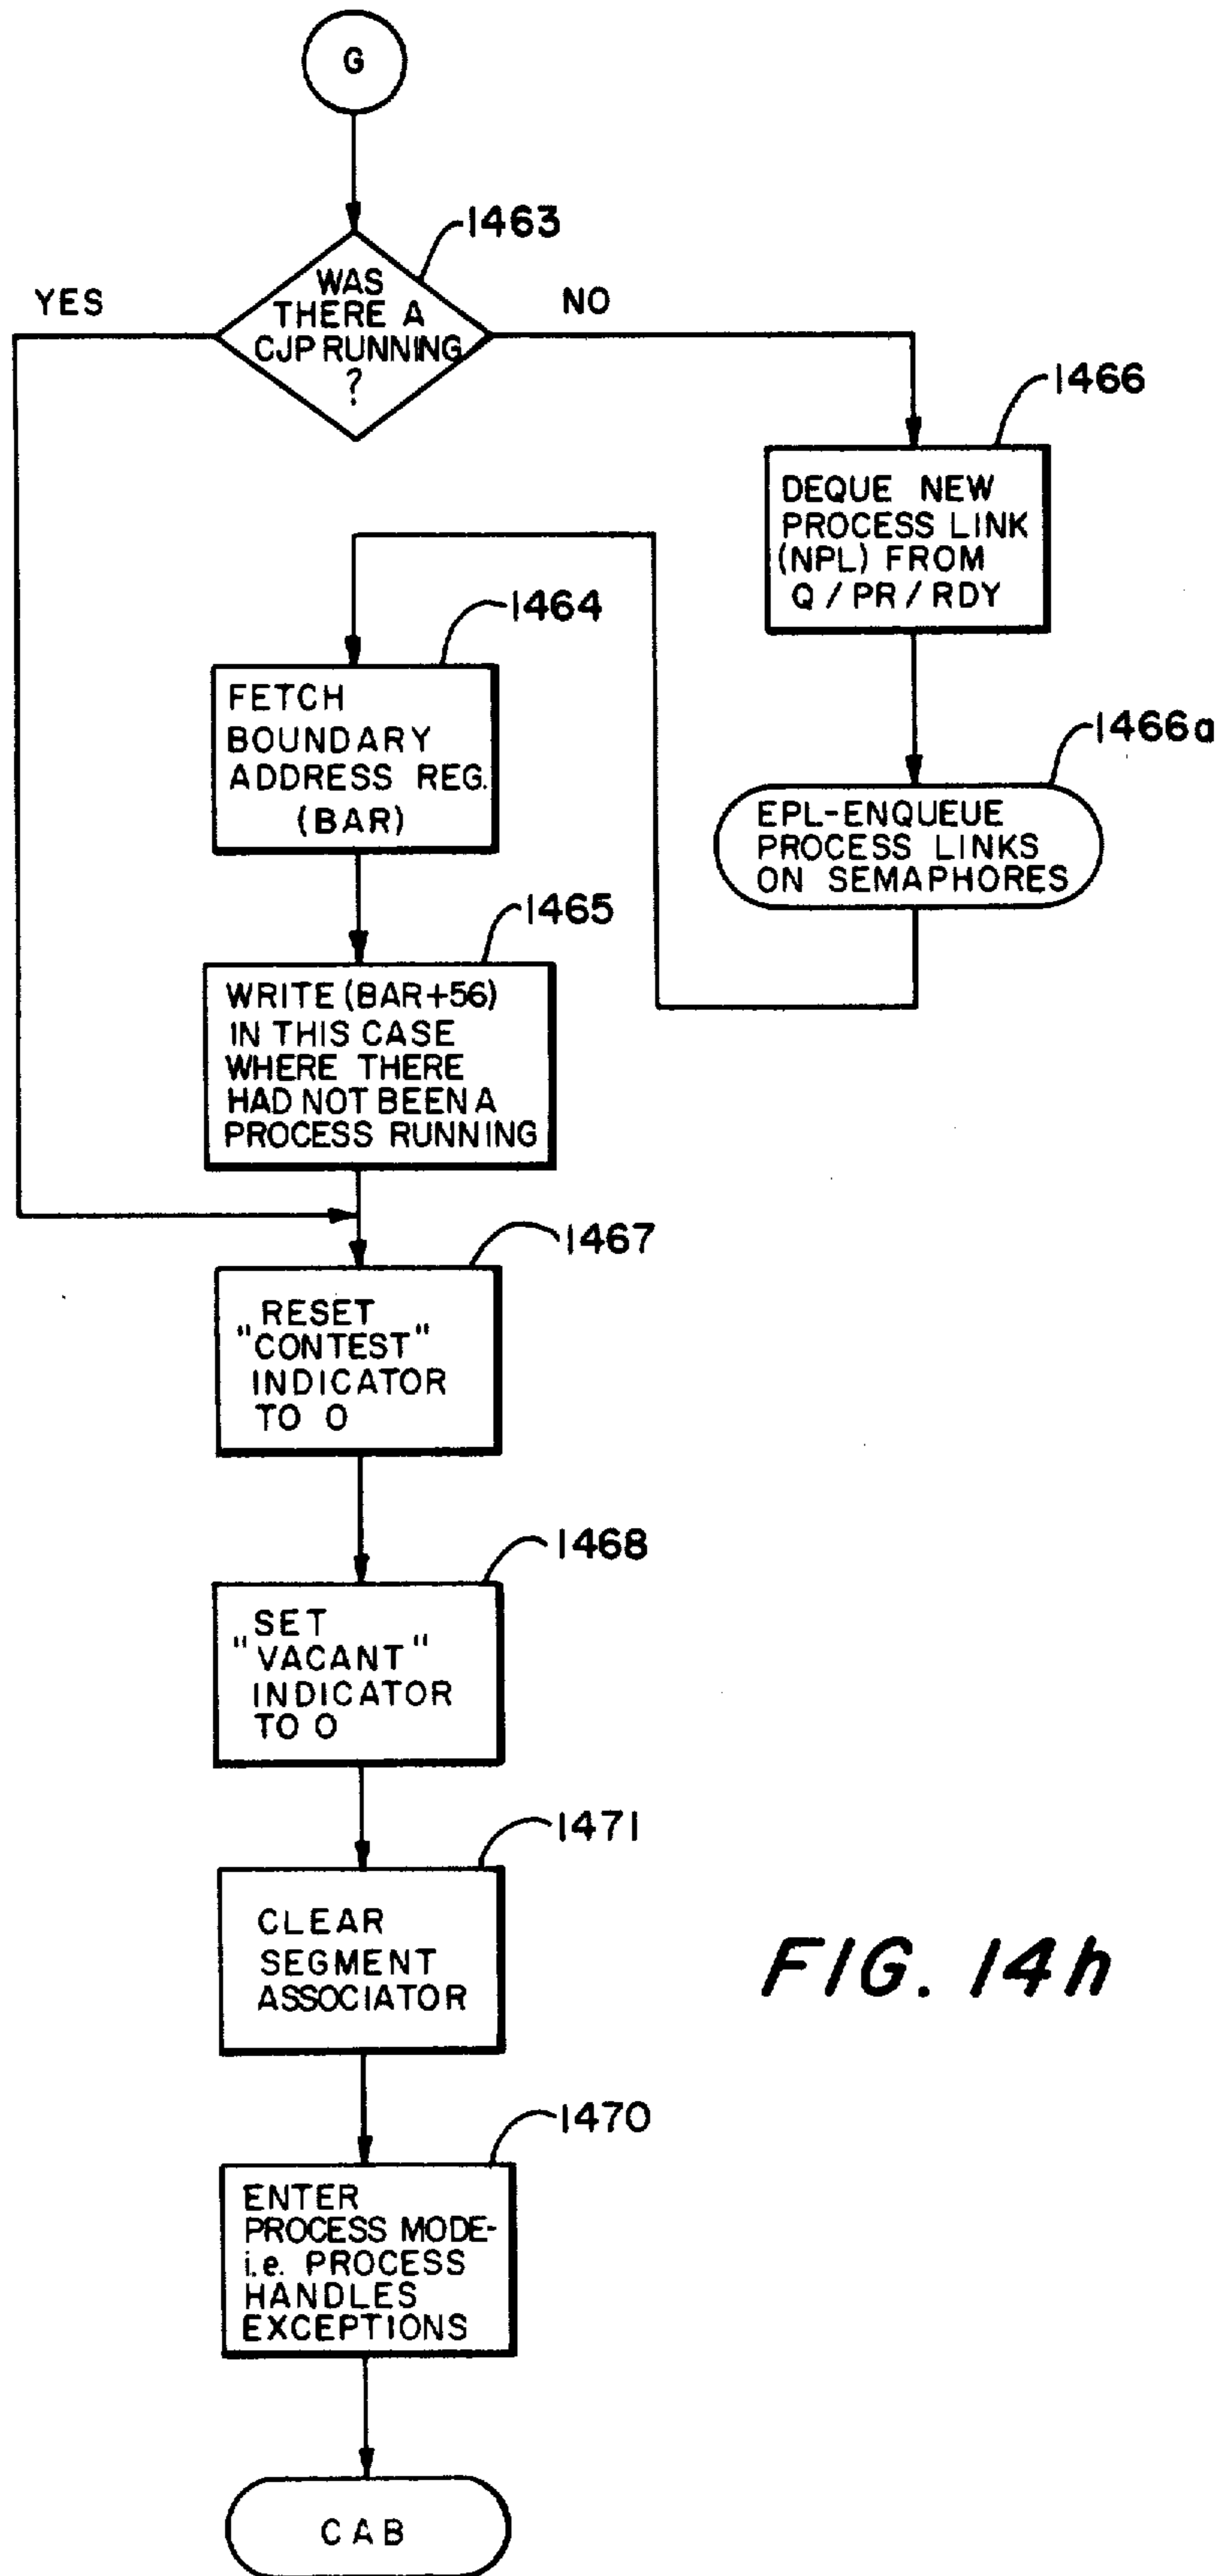 G
1463
WAS
THERE A
CJP RUNNING
?
YES
NO
1466
DEQUE NEW
PROCESS LINK
(NPL) FROM
Q / PR / RDY
1466a
EPL-ENQUEUE
PROCESS LINKS
ON SEMAPHORES
1464
FETCH
BOUNDARY
ADDRESS REG.
(BAR)
1465
WRITE (BAR+56)
IN THIS CASE
WHERE THERE
HAD NOT BEEN A
PROCESS RUNNING
1467
RESET
"CONTEST"
INDICATOR
TO 0
1468
SET
"VACANT"
INDICATOR
TO 0
1471
CLEAR
SEGMENT
ASSOCIATOR
1470
ENTER
PROCESS MODE-
i.e. PROCESS
HANDLES
EXCEPTIONS
CAB
FIG. 14h